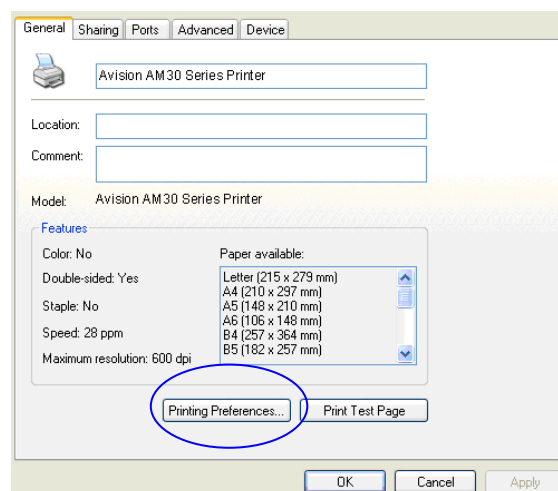 General Sharing Ports Advanced Device
Avision AM30 Series Printer
Location:
Comment:
Model: Avision AM30 Series Printer
Features
Color: No
Double-sided: Yes
Staple: No
Speed: 28 ppm
Maximum resolution: 600 dpi
Paper available:
Letter (215 x 279 mm)
A4 (210 x 297 mm)
A5 (148 x 210 mm)
A6 (106 x 148 mm)
B4 (257 x 364 mm)
B5 (182 x 257 mm)
Printing Preferences... Print Test Page
OK Cancel Apply